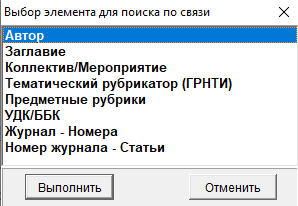 Выбор элемента для поиска по связи
Автор
Заглавие
Коллектив/Мероприятие
Тематический рубрикатор (ГРНТИ)
Предметные рубрики
УДК/ББК
Журнал - Номера
Номер журнала - Статьи
Выполнить Отменить